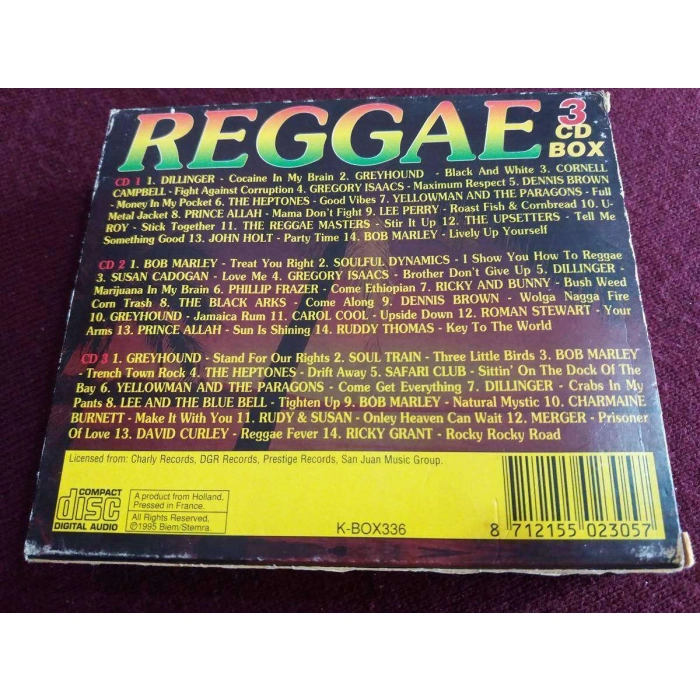 REGGAE 3 CD BOX
CD 1 1. DILLINGER - Cocaine In My Brain 2. GREYHOUND - Black And White 3. CORNELL
CAMPBELL - Fight Against Corruption 4. GREGORY ISAACS - Maximum Respect 5. DENNIS BROWN
- Money In My Pocket 6. THE HEPTONES - Good Vibes 7. YELLOWMAN AND THE PARAGONS - Full
Metal Jacket 8. PRINCE ALLAH - Mama Don't Fight 9. LEE PERRY - Roast Fish & Cornbread 10. U-
ROY - Stick Together 11. THE REGGAE MASTERS - Stir It Up 12. THE UPSETTERS - Tell Me
Something Good 13. JOHN HOLT - Party Time 14. BOB MARLEY - Lively Up Yourself
CD 2 1. BOB MARLEY - Treat You Right 2. SOULFUL DYNAMICS - I Show You How To Reggae
3. SUSAN CADOGAN - Love Me 4. GREGORY ISAACS - Brother Don't Give Up 5. DILLINGER -
Marijuana In My Brain 6. PHILLIP FRAZER - Come Ethiopian 7. RICKY AND BUNNY - Bush Weed
Corn Trash 8. THE BLACK ARKS - Come Along 9. DENNIS BROWN - Wolga Nagga Fire
10. GREYHOUND - Jamaica Rum 11. CAROL COOL - Upside Down 12. ROMAN STEWART - Your
Arms 13. PRINCE ALLAH - Sun Is Shining 14. RUDDY THOMAS - Key To The World
CD 3 1. GREYHOUND - Stand For Our Rights 2. SOUL TRAIN - Three Little Birds 3. BOB MARLEY
- Trench Town Rock 4. THE HEPTONES - Drift Away 5. SAFARI CLUB - Sittin' On The Dock Of The
Bay 6. YELLOWMAN AND THE PARAGONS - Come Get Everything 7. DILLINGER - Crabs In My
Pants 8. LEE AND THE BLUE BELL - Tighten Up 9. BOB MARLEY - Natural Mystic 10. CHARMAINE
BURNETT - Make It With You 11. RUDY & SUSAN - Onley Heaven Can Wait 12. MERGER - Prisoner
Of Love 13. DAVID CURLEY - Reggae Fever 14. RICKY GRANT - Rocky Rocky Road
Licensed from: Charly Records, DGR Records, Prestige Records, San Juan Music Group.
COMPACT
disc
DIGITAL AUDIO
A product from Holland.
Pressed in France.
All Rights Reserved.
©1995 Biem/Stemra.
K-BOX336
8 712155 023057